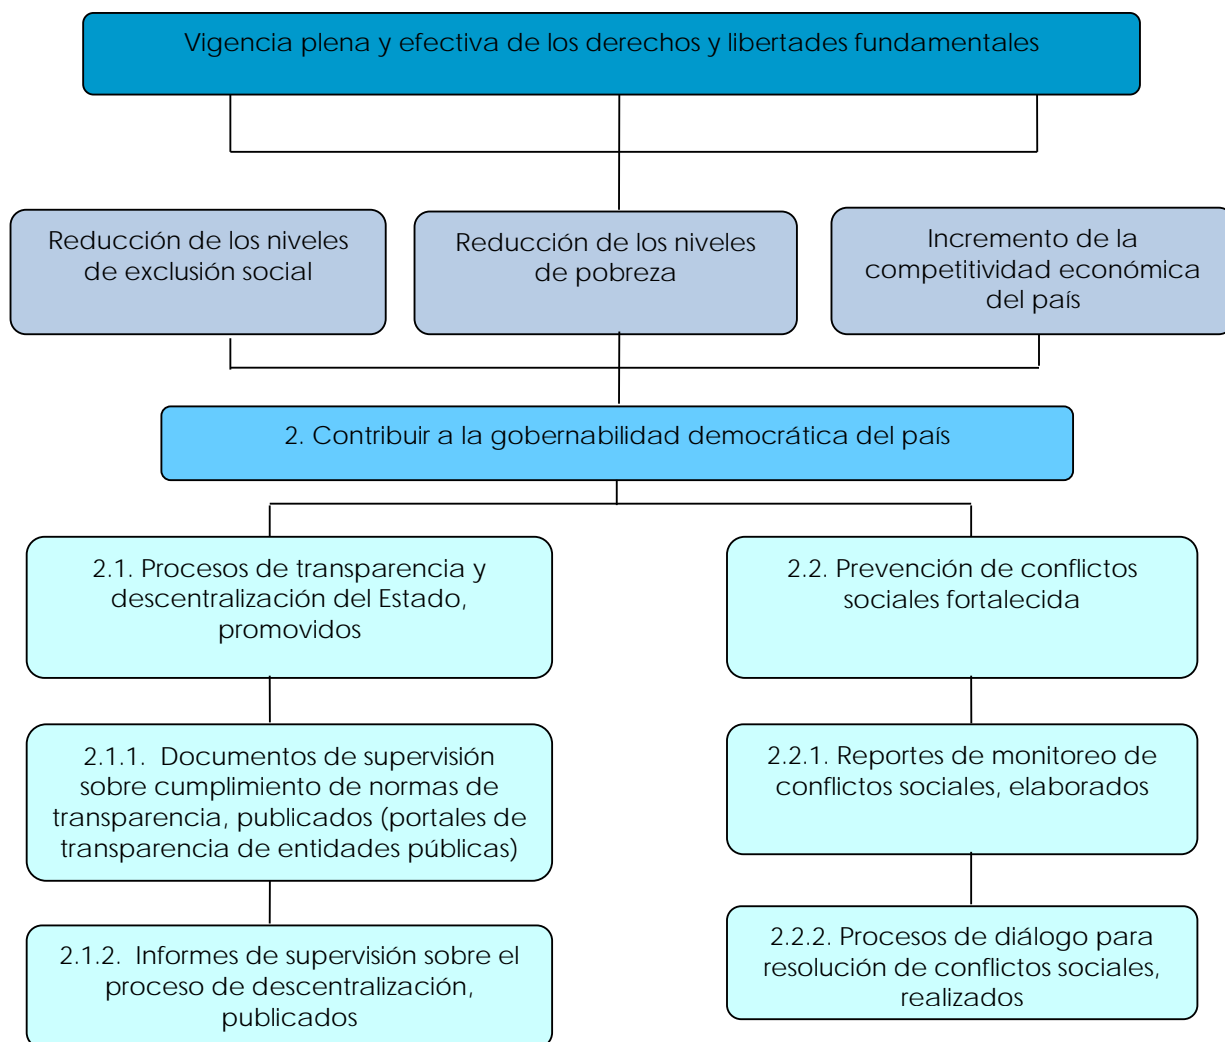 Vigencia plena y efectiva de los derechos y libertades fundamentales
Reducción de los niveles
de exclusión social
Reducción de los niveles
de pobreza
Incremento de la
competitividad económica
del país
2. Contribuir a la gobernabilidad democrática del país
2.1. Procesos de transparencia y
descentralización del Estado,
promovidos
2.2. Prevención de conflictos
sociales fortalecida
2.1.1. Documentos de supervisión
sobre cumplimiento de normas de
transparencia, publicados (portales de
transparencia de entidades públicas)
2.2.1. Reportes de monitoreo de
conflictos sociales, elaborados
2.1.2. Informes de supervisión sobre el
proceso de descentralización,
publicados
2.2.2. Procesos de diálogo para
resolución de conflictos sociales,
realizados